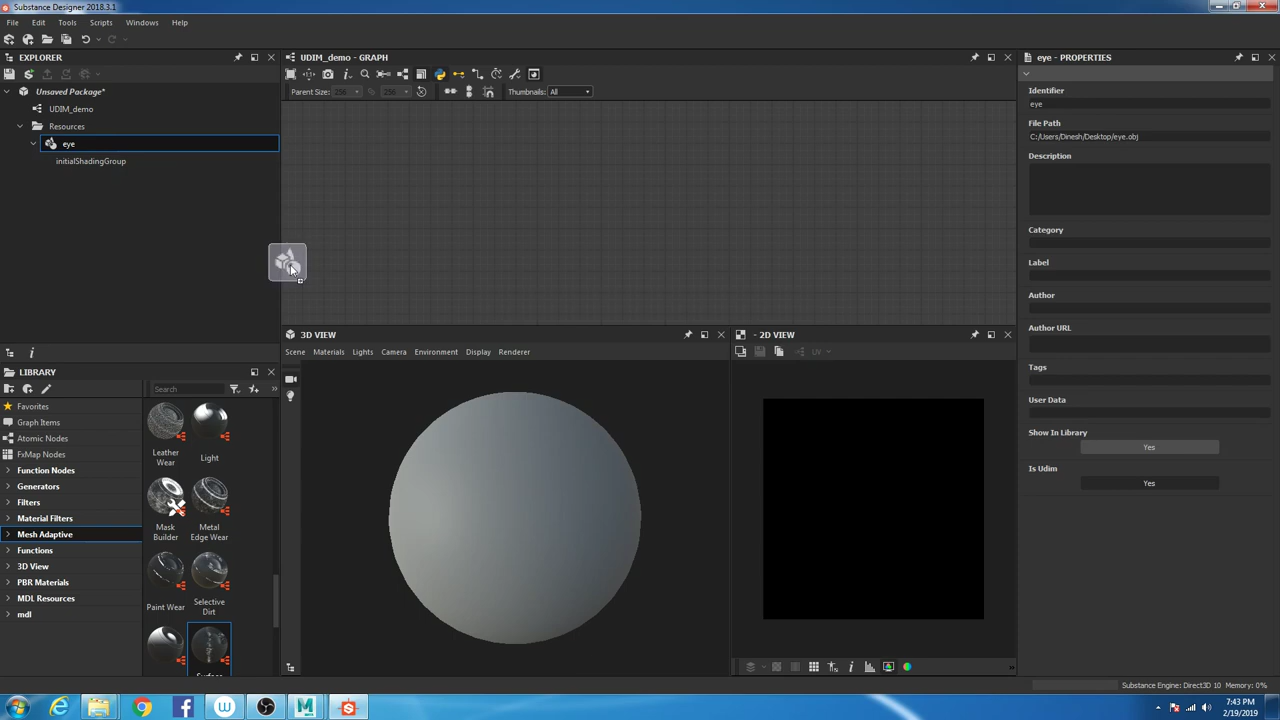 Substance Designer 2018.3.1
File Edit Tools Scripts Windows Help
EXPLORER
Unsaved Package*
UDIM_demo
Resources
eye
initialShadingGroup
LIBRARY
Search
Favorites
Graph Items
Atomic Nodes
FxMap Nodes
Function Nodes
Generators
Filters
Material Filters
Mesh Adaptive
Functions
3D View
PBR Materials
MDL Resources
mdl
Leather Wear
Light
Mask Builder
Metal Edge Wear
Paint Wear
Selective Dirt
UDIM_demo - GRAPH
Parent Size: 256 256 Thumbnails: All
3D VIEW
Scene Materials Lights Camera Environment Display Renderer
- 2D VIEW
UV
eye - PROPERTIES
Identifier
eye
File Path
C:/Users/Dinesh/Desktop/eye.obj
Description
Category
Label
Author
Author URL
Tags
User Data
Show In Library
Yes
Is Udim
Yes
Substance Engine: Direct3D 10 Memory: 0%
7:43 PM
2/19/2019